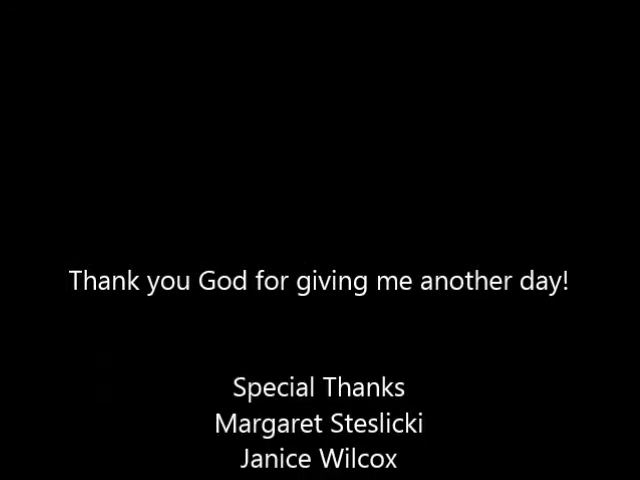 Thank you God for giving me another day!
Special Thanks
Margaret Steslicki
Janice Wilcox